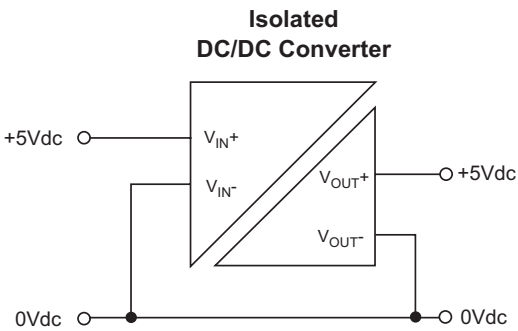 Isolated
DC/DC Converter
+5Vdc
VIN+
VIN-
VOUT+
+5Vdc
VOUT-
0Vdc
0Vdc